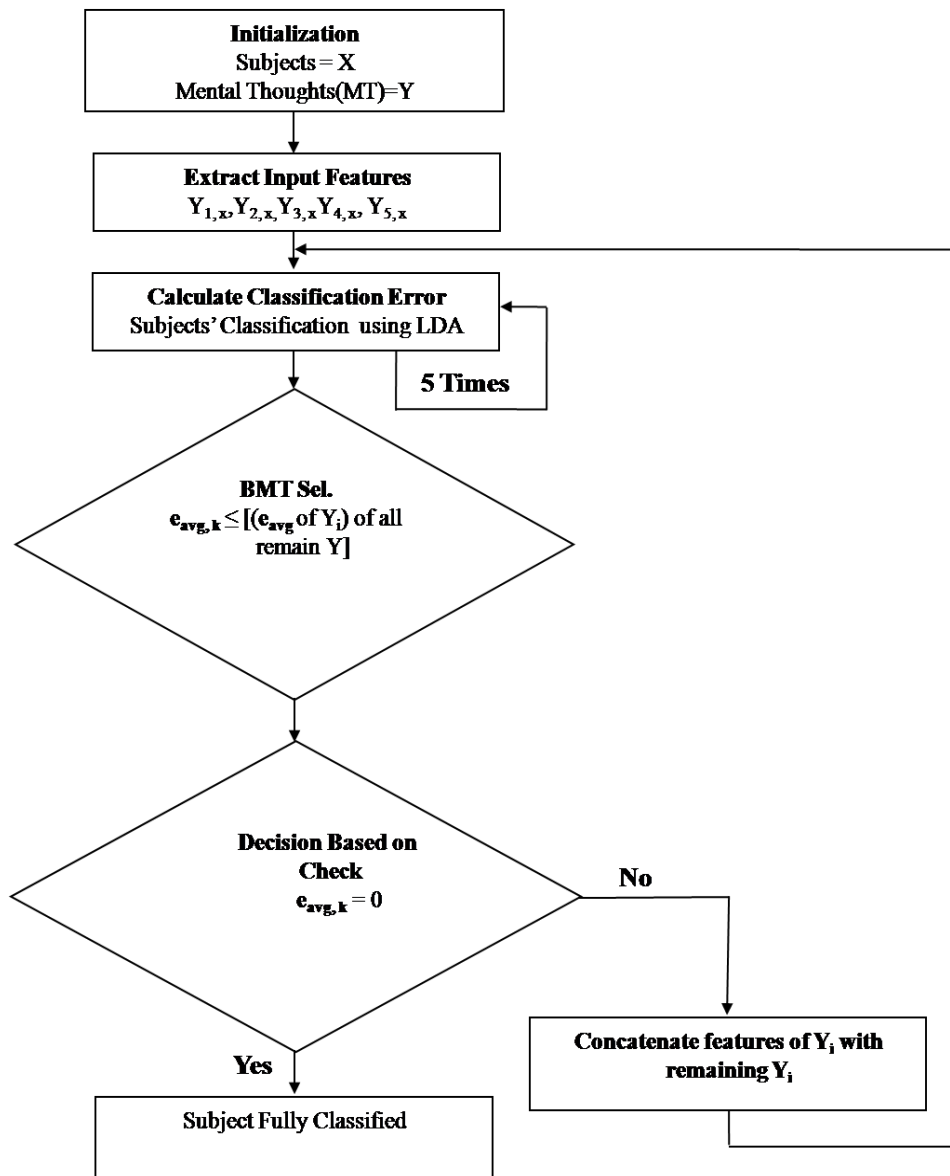 Initialization
Subjects = X
Mental Thoughts(MT)=Y
Extract Input Features
Y1,x,Y2,x,Y3,xY4,x, Y5,x
Calculate Classification Error
Subjects’ Classification using LDA
5 Times
BMT Sel.
eavg,k ≤ [(eavg of Yi) of all
remain Y]
Decision Based on
Check
eavg,k = 0
No
Concatenate features of Yi with
remaining Yi
Yes
Subject Fully Classified